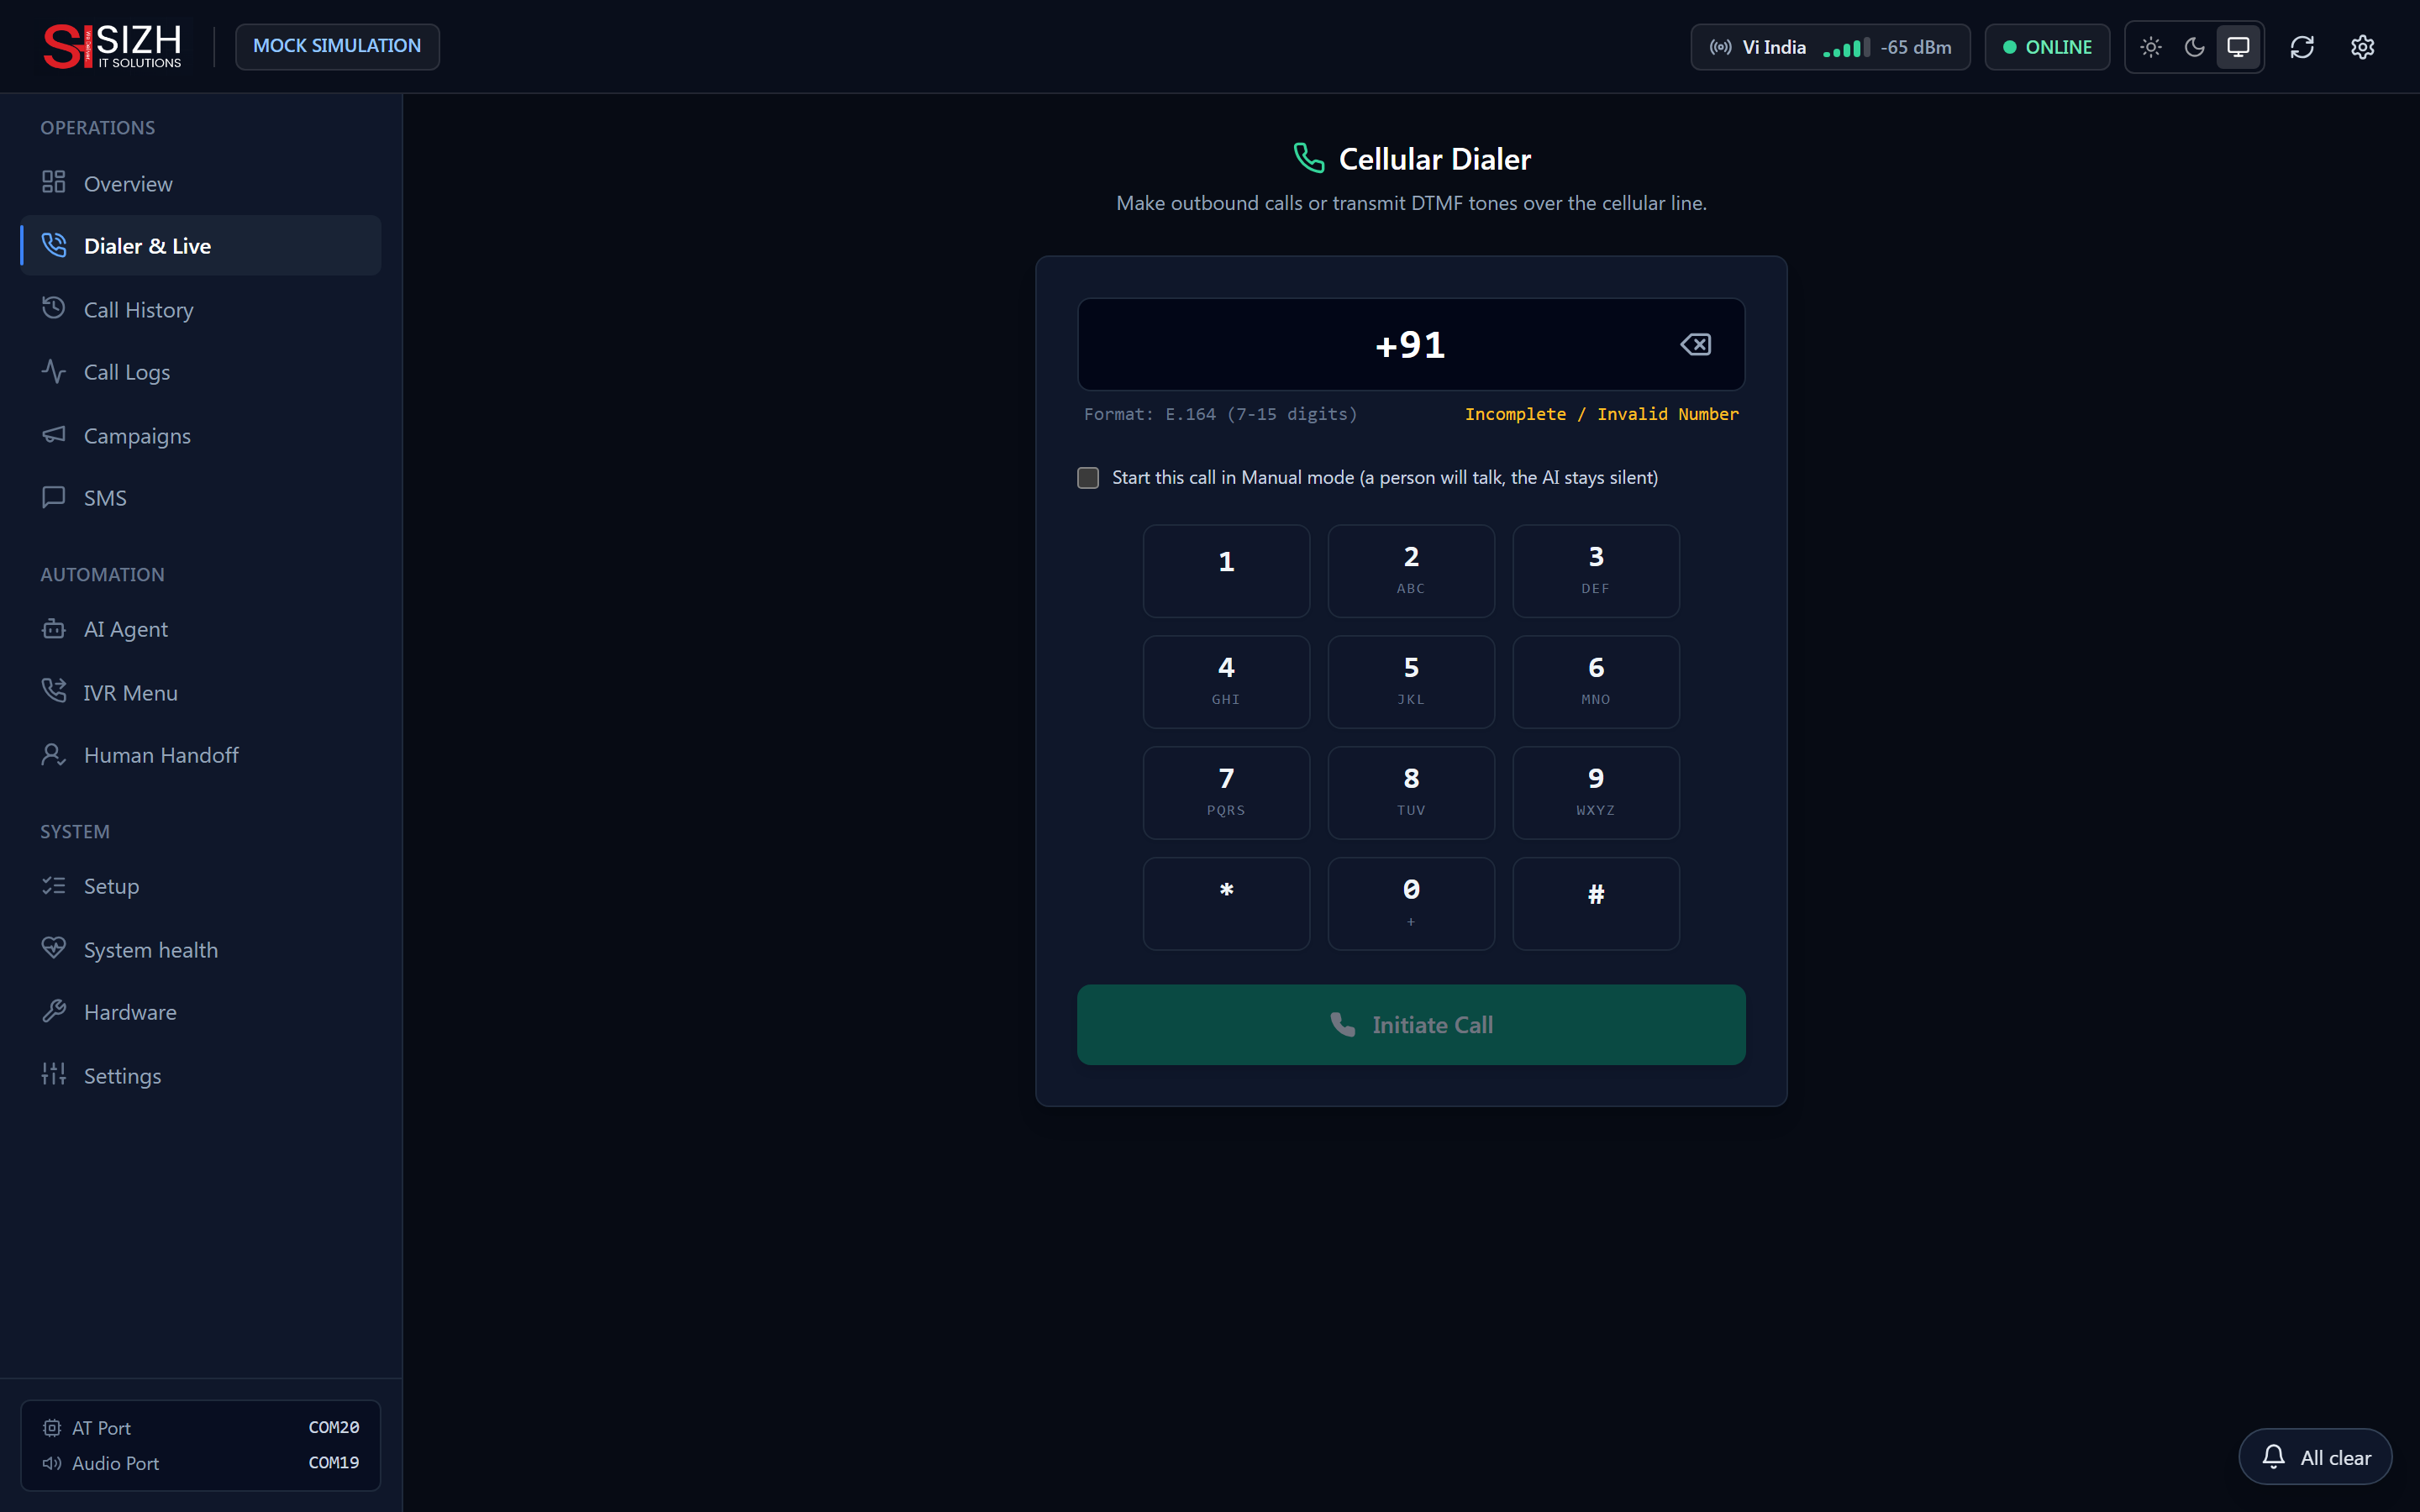 SIZH
IT SOLUTIONS
MOCK SIMULATION
Vi India
-65 dBm
ONLINE
OPERATIONS
Overview
Dialer & Live
Call History
Call Logs
Campaigns
SMS
AUTOMATION
AI Agent
IVR Menu
Human Handoff
SYSTEM
Setup
System health
Hardware
Settings
AT Port COM20
Audio Port COM19
Cellular Dialer
Make outbound calls or transmit DTMF tones over the cellular line.
+91
Format: E.164 (7-15 digits) Incomplete / Invalid Number
Start this call in Manual mode (a person will talk, the AI stays silent)
1 2 3
ABC DEF
4 5 6
GHI JKL MNO
7 8 9
PQRS TUV WXYZ
* 0 #
+
Initiate Call
All clear